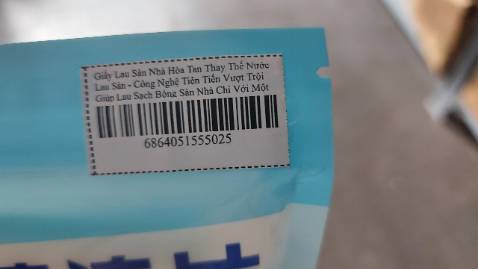 Giấy Lau Sàn Nhà Hòa Tan Thay Thế Nước
Lau Sàn - Công Nghệ Tiên Tiến Vượt Trội
Giúp Lau Sạch Bóng Sàn Nhà Chỉ Với Một
6864051555025